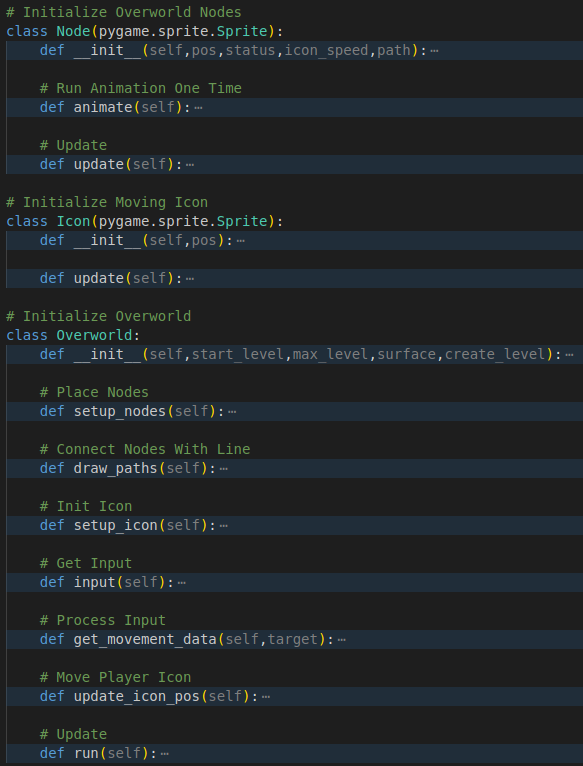 # Initialize Overworld Nodes
class Node(pygame.sprite.Sprite):
    def __init__(self,pos,status,icon_speed,path):⋯
    # Run Animation One Time
    def animate(self):⋯
    # Update
    def update(self):⋯
# Initialize Moving Icon
class Icon(pygame.sprite.Sprite):
    def __init__(self,pos):⋯
    def update(self):⋯
# Initialize Overworld
class Overworld:
    def __init__(self,start_level,max_level,surface,create_level):⋯
    # Place Nodes
    def setup_nodes(self):⋯
    # Connect Nodes With Line
    def draw_paths(self):⋯
    # Init Icon
    def setup_icon(self):⋯
    # Get Input
    def input(self):⋯
    # Process Input
    def get_movement_data(self,target):⋯
    # Move Player Icon
    def update_icon_pos(self):⋯
    # Update
    def run(self):⋯